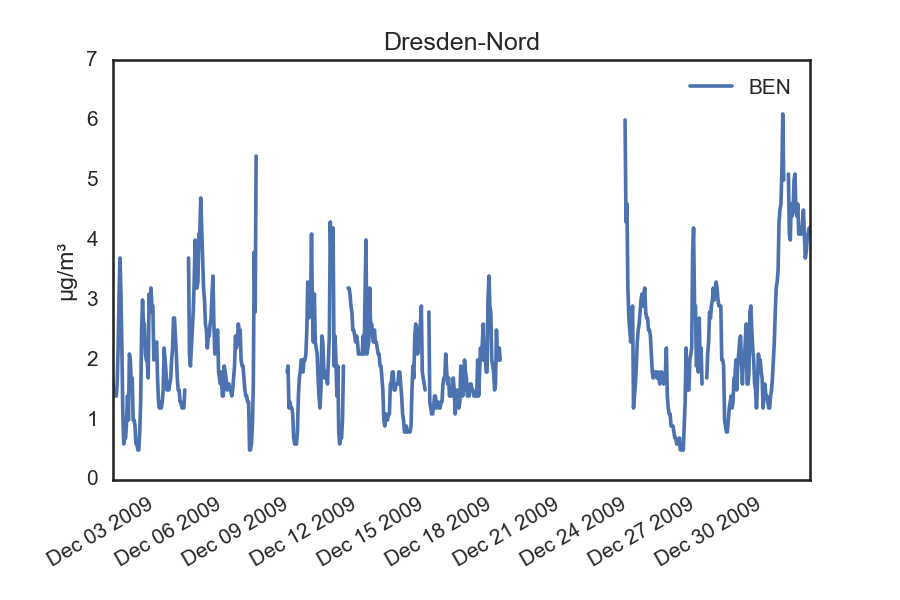 Dresden-Nord
BEN
µg/m³
7
6
5
4
3
2
1
0
Dec 03 2009
Dec 06 2009
Dec 09 2009
Dec 12 2009
Dec 15 2009
Dec 18 2009
Dec 21 2009
Dec 24 2009
Dec 27 2009
Dec 30 2009